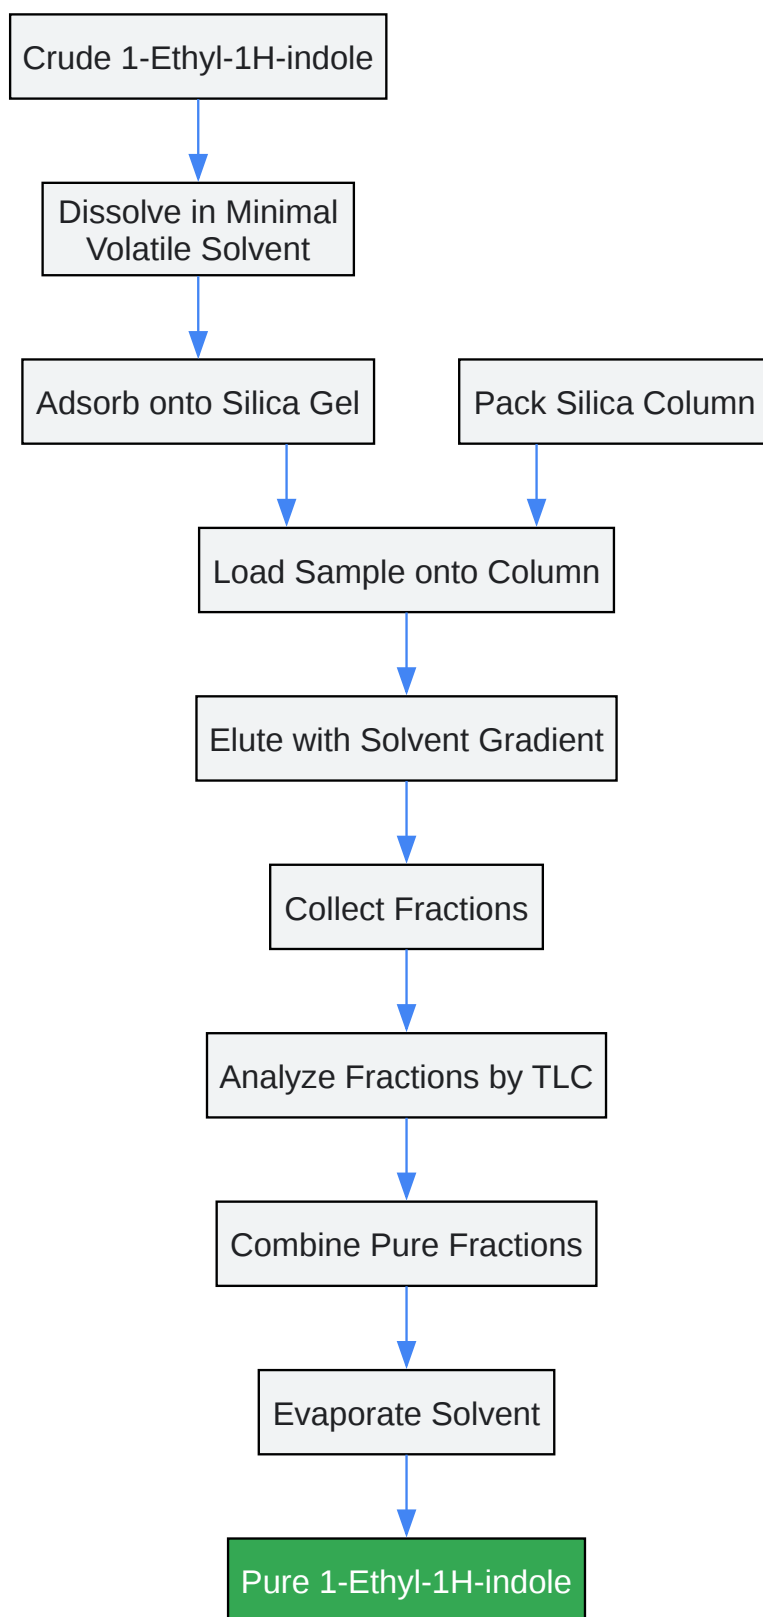 Crude 1-Ethyl-1H-indole
Dissolve in Minimal
Volatile Solvent
Adsorb onto Silica Gel
Pack Silica Column
Load Sample onto Column
Elute with Solvent Gradient
Collect Fractions
Analyze Fractions by TLC
Combine Pure Fractions
Evaporate Solvent
Pure 1-Ethyl-1H-indole